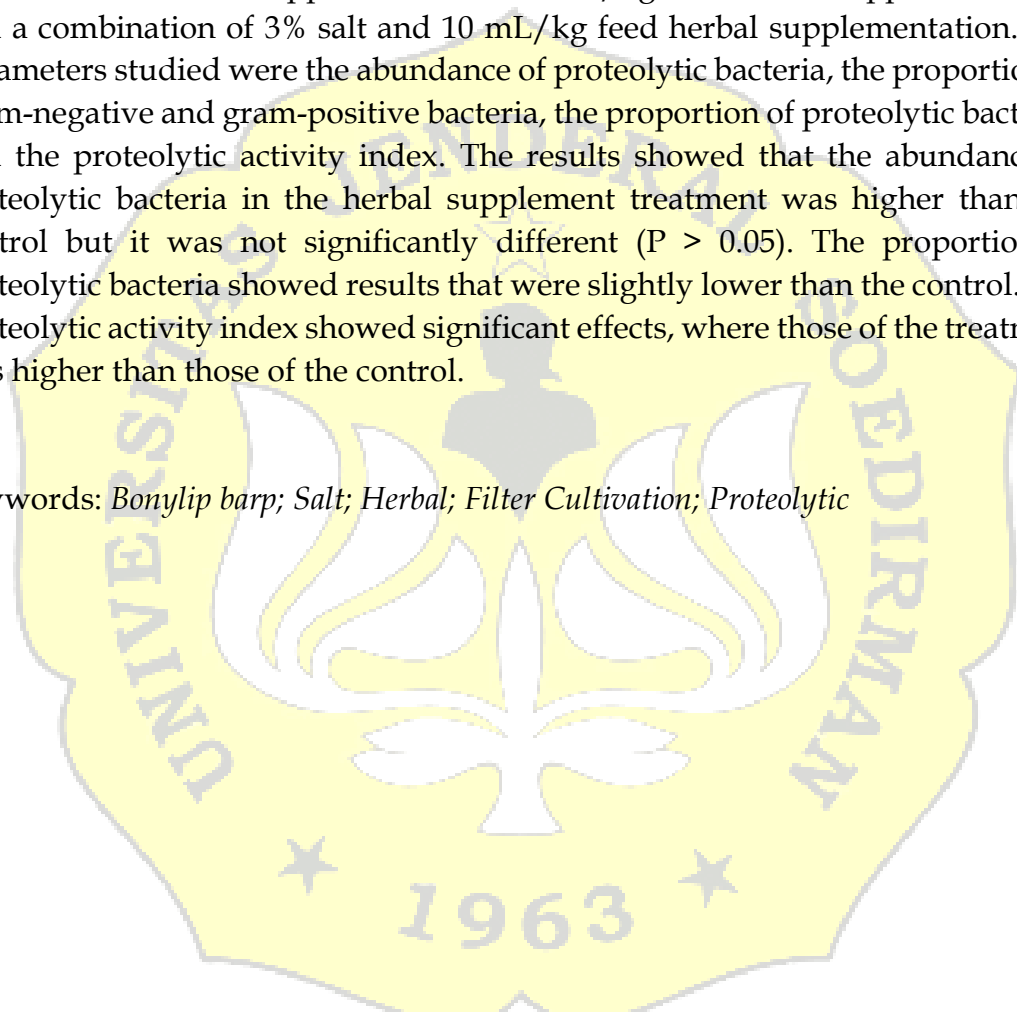 a combination of 3% salt and 10 mL/kg feed herbal supplementation.
ameters studied were the abundance of proteolytic bacteria, the proportio
m-negative and gram-positive bacteria, the proportion of proteolytic bact
the proteolytic activity index. The results showed that the abundanc
teolytic bacteria in the herbal supplement treatment was higher than
trol but it was not significantly different (P > 0.05). The proportio
teolytic bacteria showed results that were slightly lower than the control.
teolytic activity index showed significant effects, where those of the treatr
s higher than those of the control.
ywords: Bonylip barp; Salt; Herbal; Filter Cultivation; Proteolytic
UNIVERSITAS JENDERAL SOEDIRMAN
1963